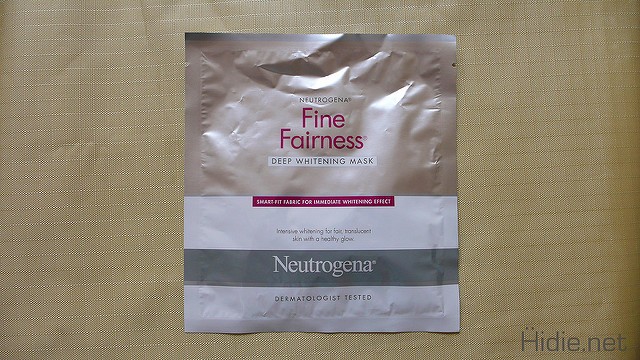 NEUTROGENA®
Fine
Fairness®
DEEP WHITENING MASK
SMART-FIT FABRIC FOR IMMEDIATE WHITENING EFFECT
Intensive whitening for fair, translucent
skin with a healthy glow.
Neutrogena®
DERMATOLOGIST TESTED
Hidie.net